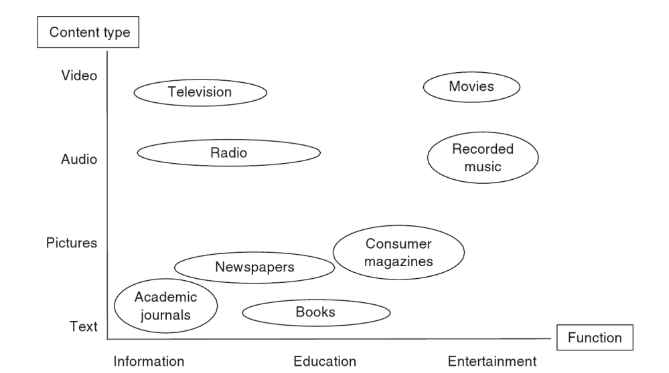 Content type
Video
Television
Movies
Audio
Radio
Recorded
music
Pictures
Consumer
magazines
Newspapers
Academic
journals
Books
Text
Function
Information
Education
Entertainment